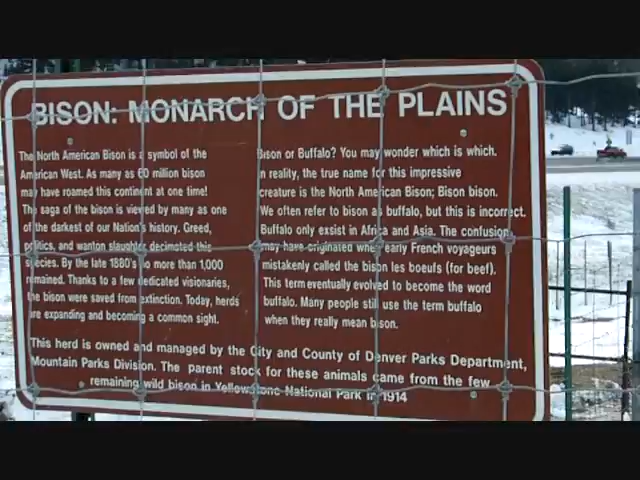 BISON: MONARCH OF THE PLAINS
The North American Bison is a symbol of the
American West. As many as 60 million bison
may have roamed this continent at one time!
The saga of the bison is viewed by many as one
of the darkest of our Nation's history. Greed,
politics, and wanton slaughter decimated this
species. By the late 1880's no more than 1,000
remained. Thanks to a few dedicated visionaries,
the bison were saved from extinction. Today, herds
are expanding and becoming a common sight.
Bison or Buffalo? You may wonder which is which.
In reality, the true name for this impressive
creature is the North American Bison; Bison bison.
We often refer to bison as buffalo, but this is incorrect.
Buffalo only exsist in Africa and Asia. The confusion
may have originated when early French voyageurs
mistakenly called the bison les boeufs (for beef).
This term eventually evolved to become the word
buffalo. Many people still use the term buffalo
when they really mean bison.
This herd is owned and managed by the City and County of Denver Parks Department,
Mountain Parks Division. The parent stock for these animals came from the few
remaining wild bison in Yellowstone National Park in 1914